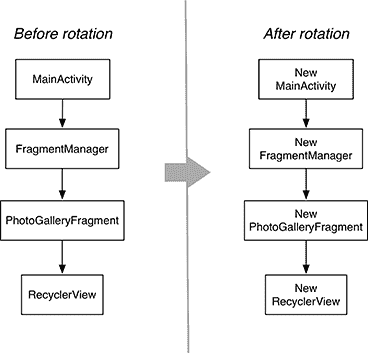 Before rotation
MainActivity
FragmentManager
PhotoGalleryFragment
RecyclerView
After rotation
New
MainActivity
New
FragmentManager
New
PhotoGalleryFragment
New
RecyclerView